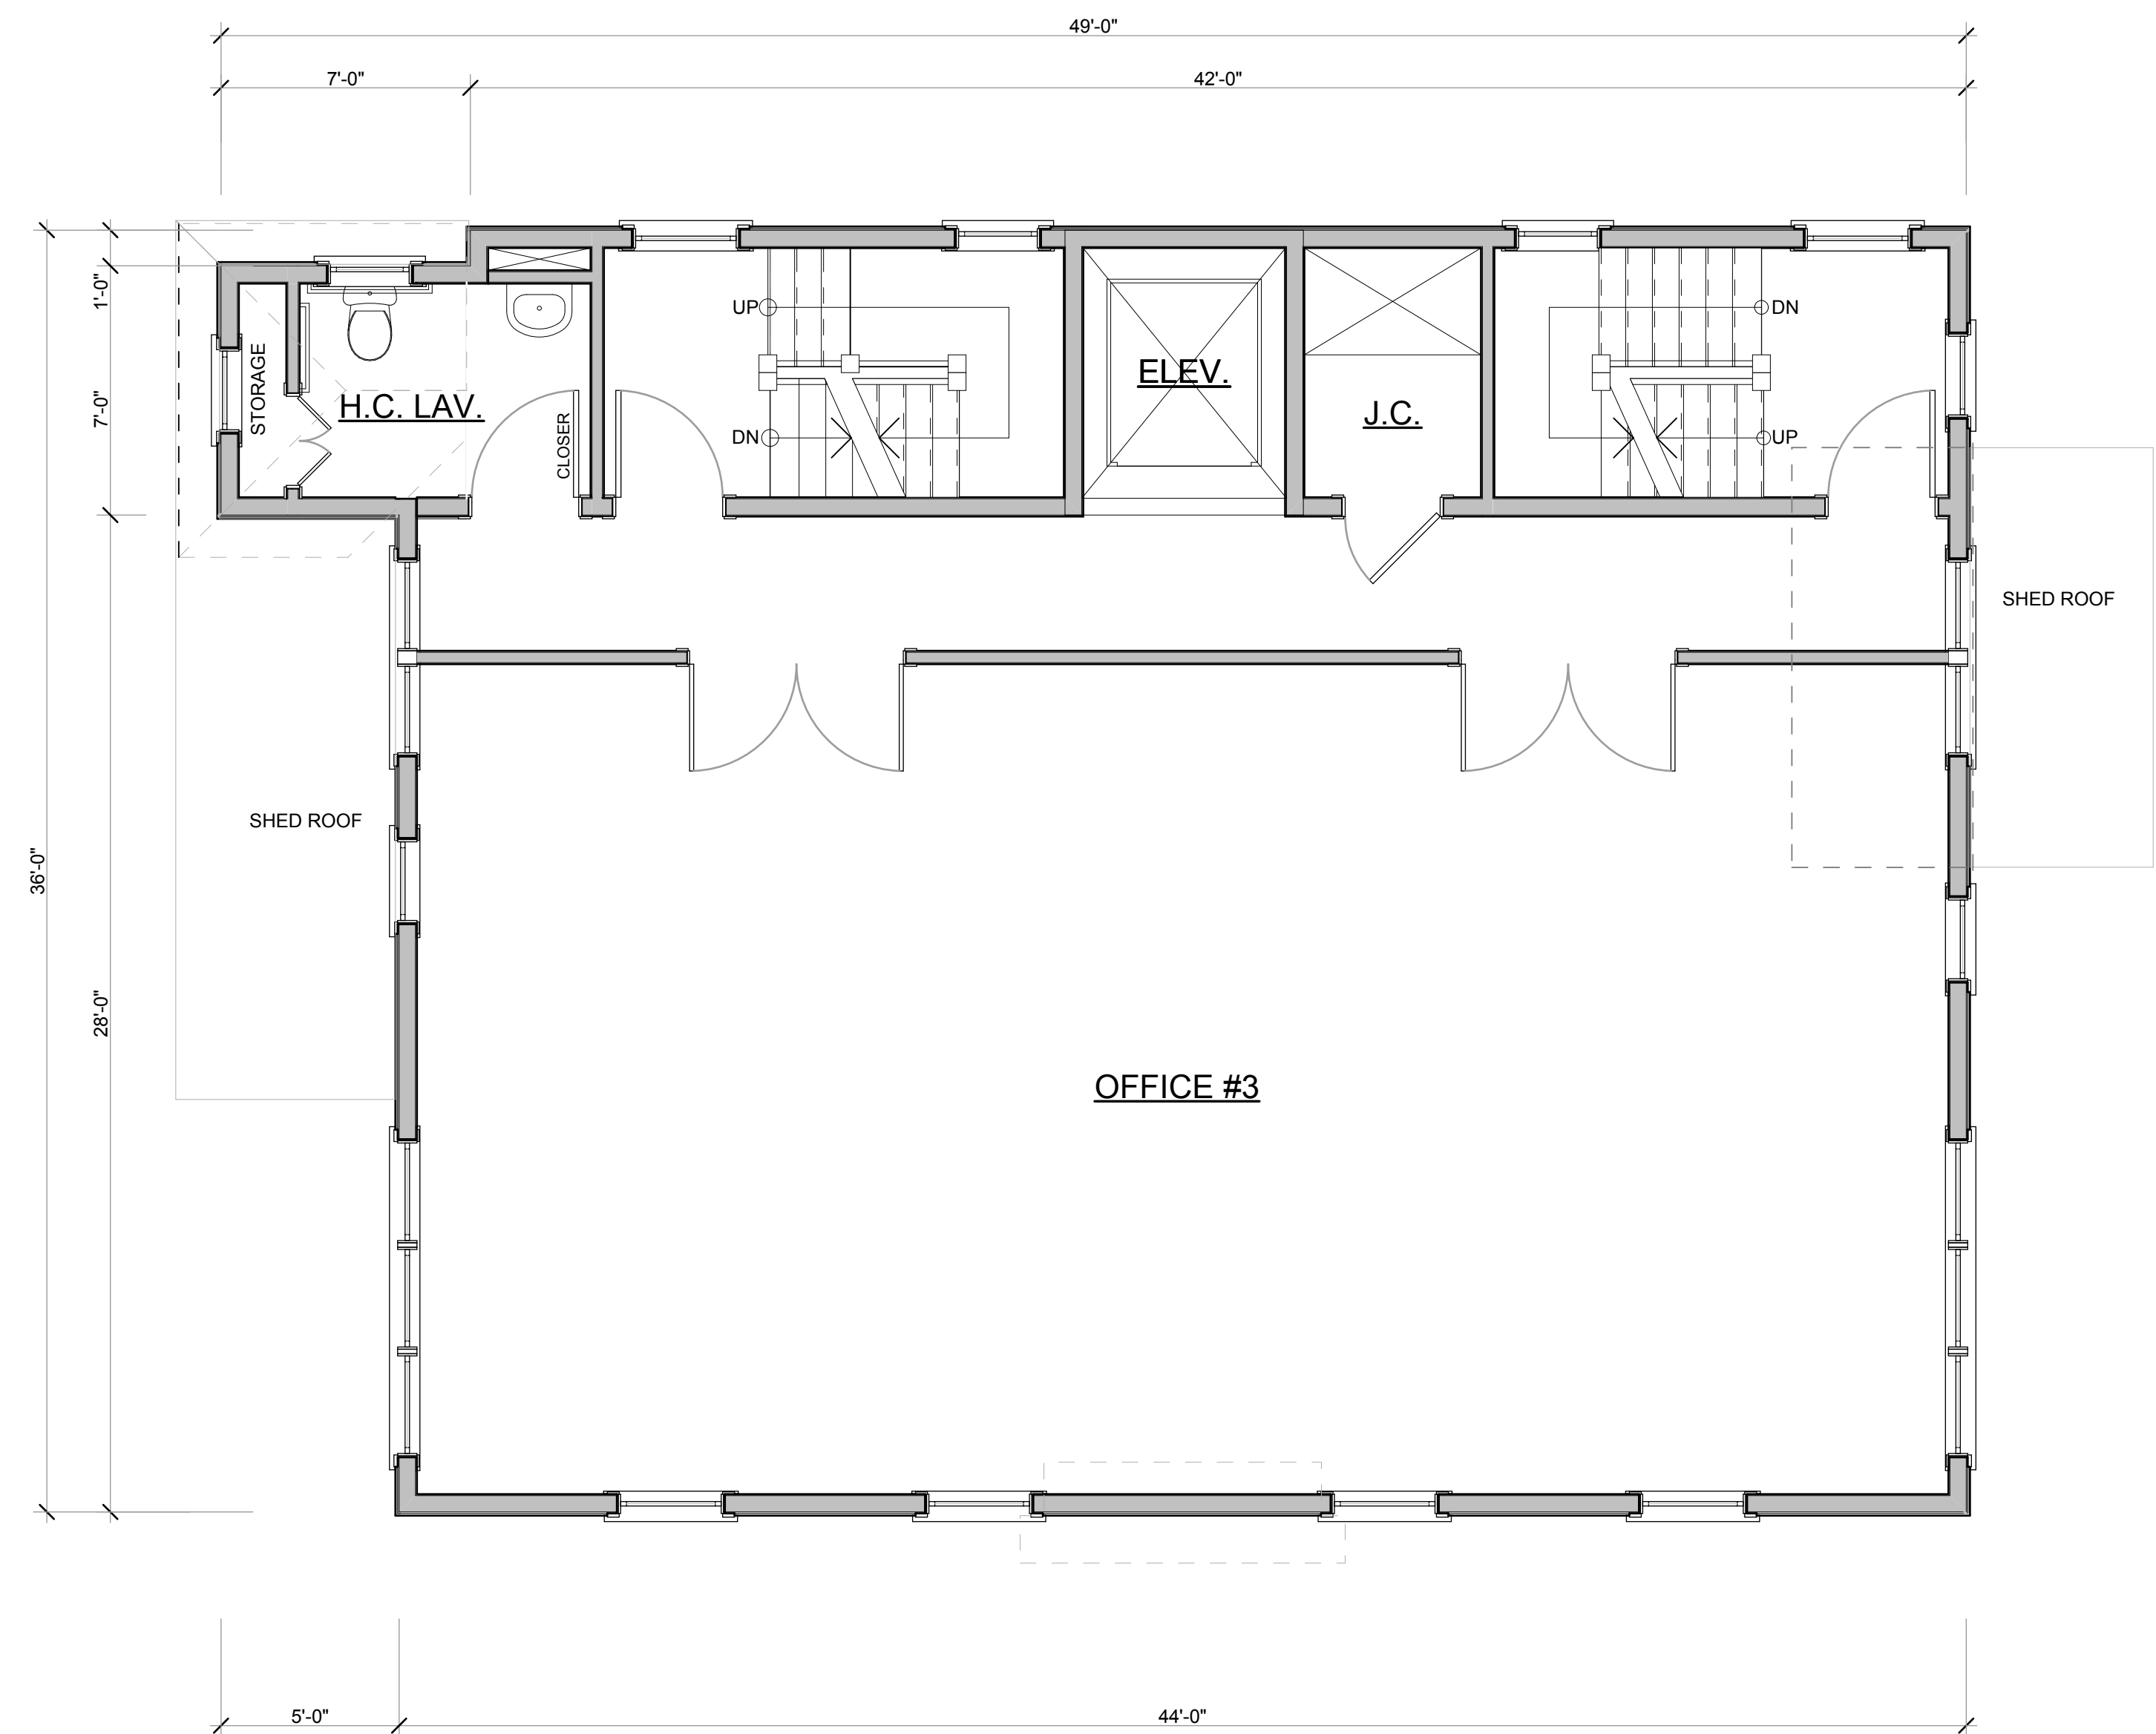 49'-0"
7'-0"
42'-0"
1'-0"
7'-0"
36'-0"
28'-0"
STORAGE
H.C. LAV.
CLOSER
UP
DN
ELEV.
J.C.
DN
UP
SHED ROOF
SHED ROOF
OFFICE #3
5'-0"
44'-0"